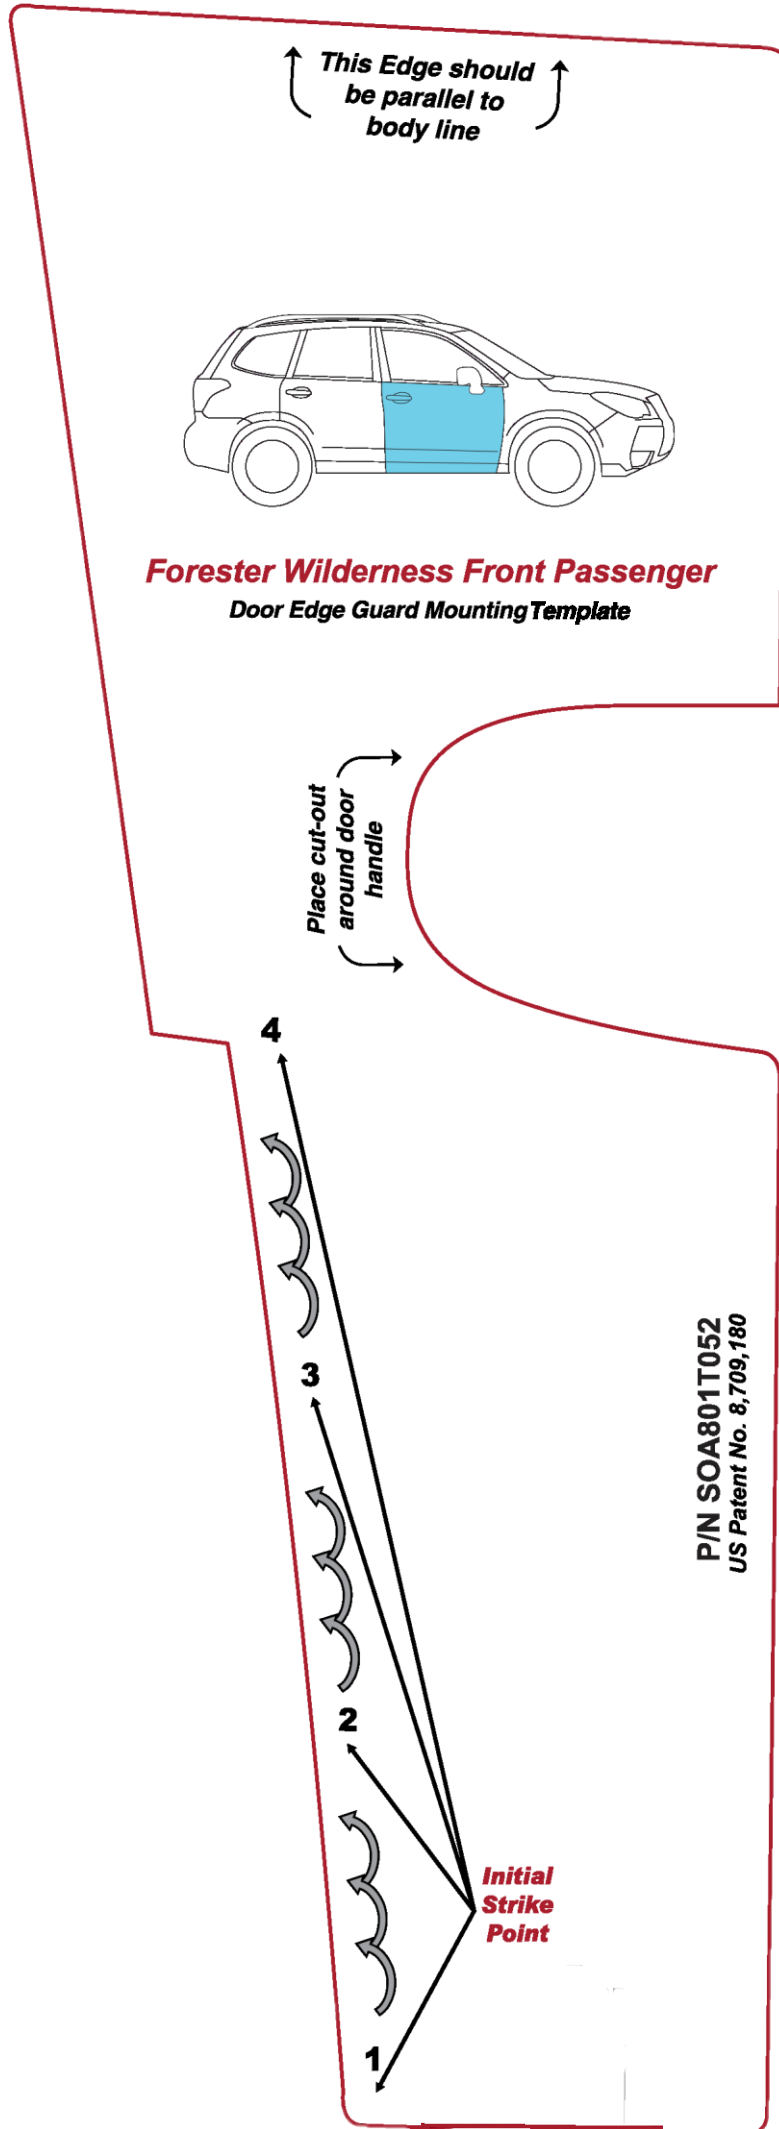 This Edge should
be parallel to
body line
Forester Wilderness Front Passenger
Door Edge Guard Mounting Template
Place cut-out
around door
handle
4
3
P/N SOA801T052
US Patent No. 8,709,180
2
Initial
Strike
Point
1